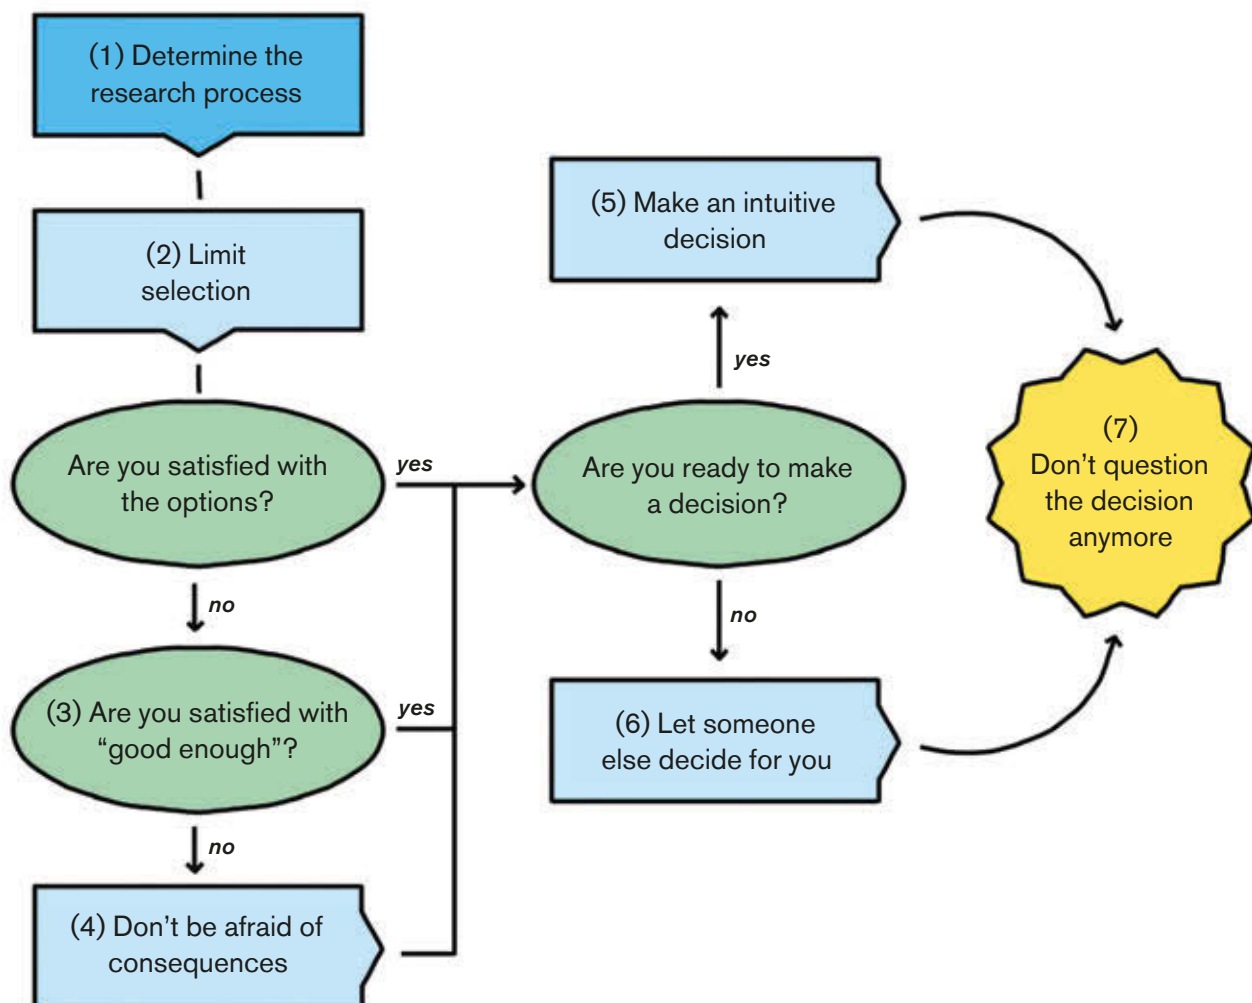 (1) Determine the
research process
(2) Limit
selection
Are you satisfied with
the options?
yes
no
(3) Are you satisfied with
“good enough”?
yes
no
(4) Don’t be afraid of
consequences
Are you ready to make
a decision?
yes
no
(5) Make an intuitive
decision
(6) Let someone
else decide for you
(7)
Don’t question
the decision
anymore